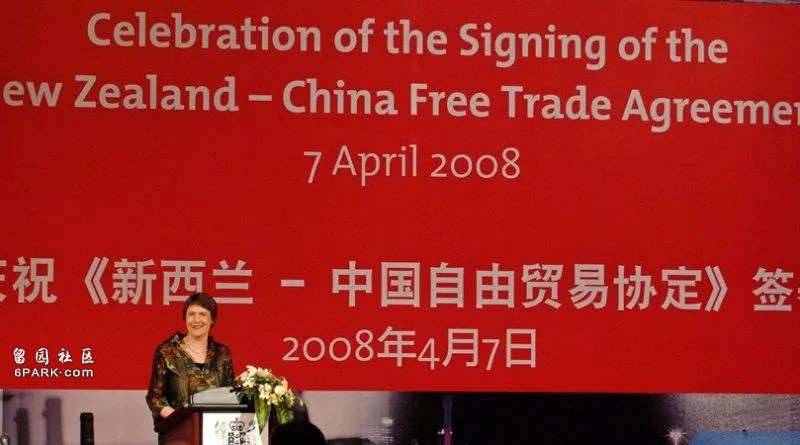 Celebration of the Signing of the
ew Zealand – China Free Trade Agreemen
7 April 2008
祝《新西兰 - 中国自由贸易协定》签
2008年4月7日
留园社区
6PARK.com